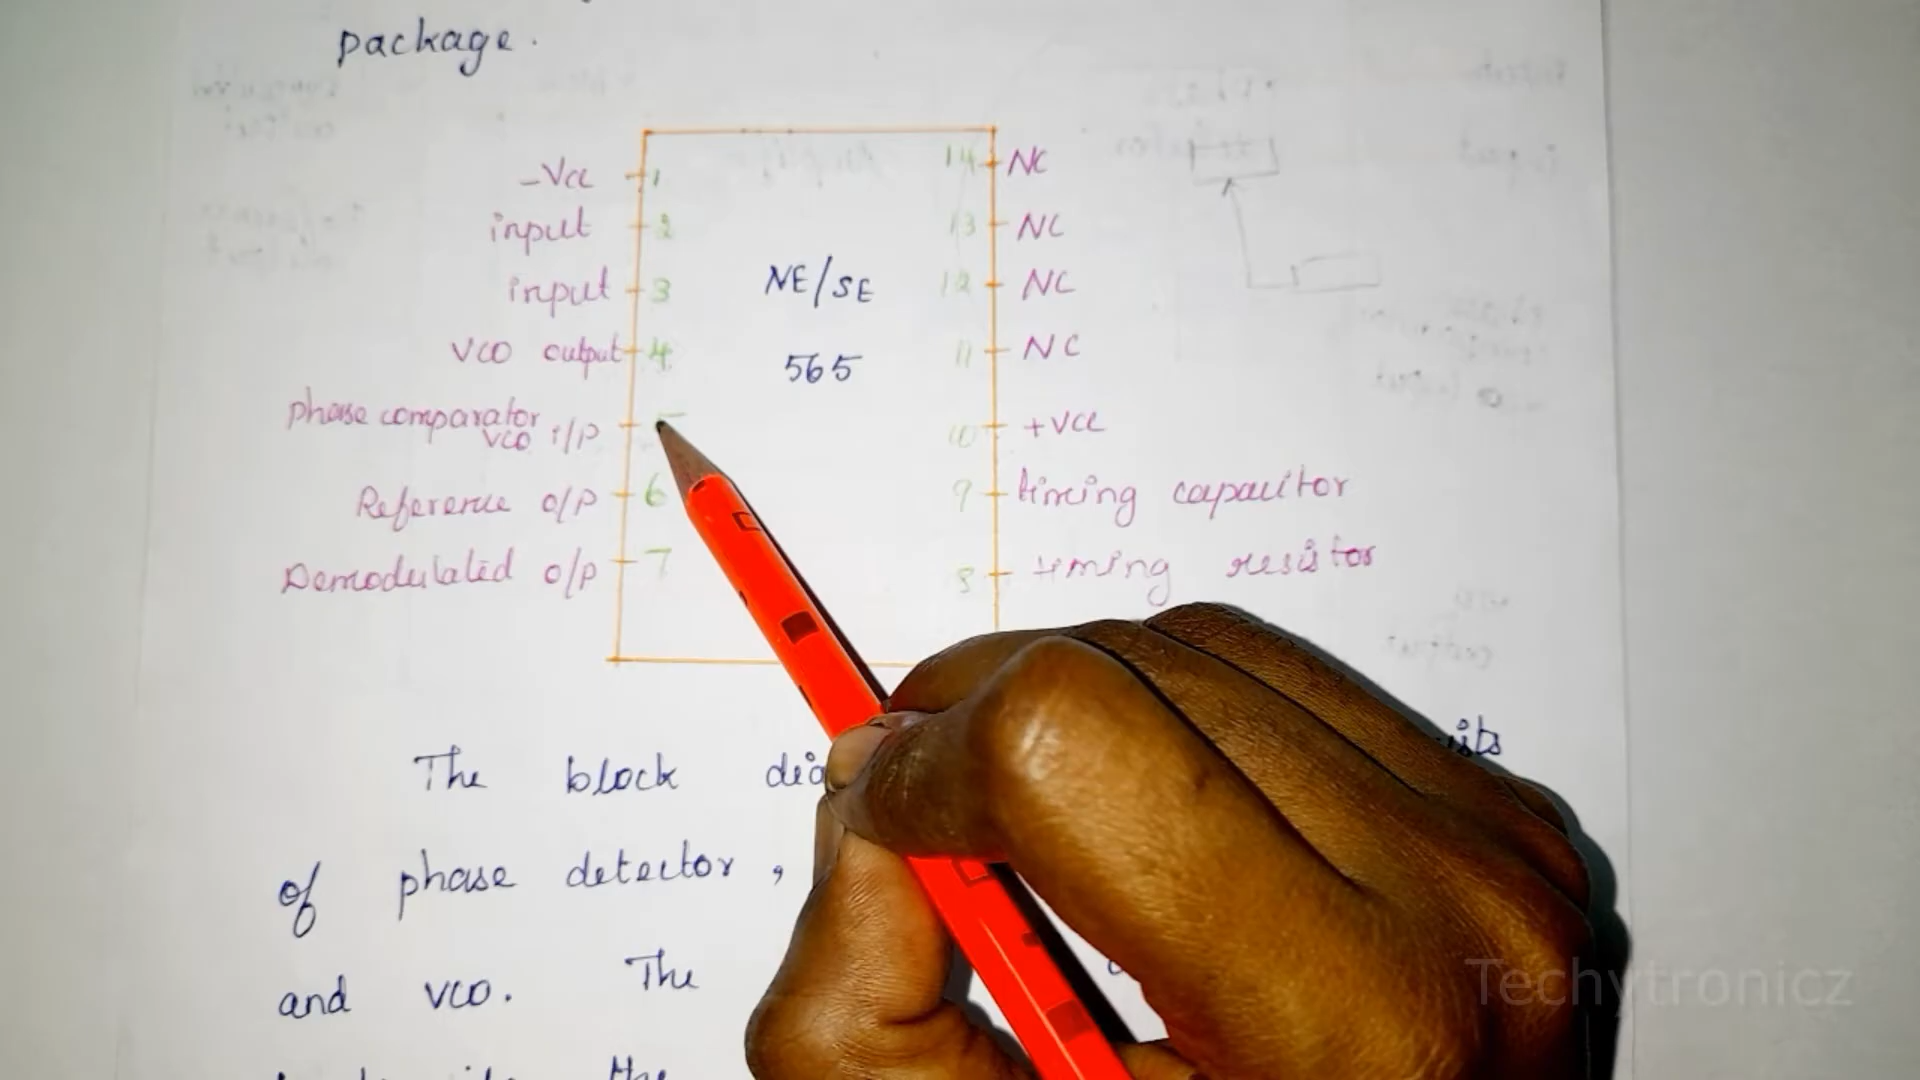 package.
-Vcc 1 14 NC
input 2 13 NC
input 3 NE/SE 12 NC
VCO output 4 565 11 NC
phase comparator
VCO i/p 5 10 +Vcc
Reference o/p 6 9 timing capacitor
Demodulated o/p 7 8 timing resistor
The block
of phase detector,
and VCO. The
the
Techytronicz